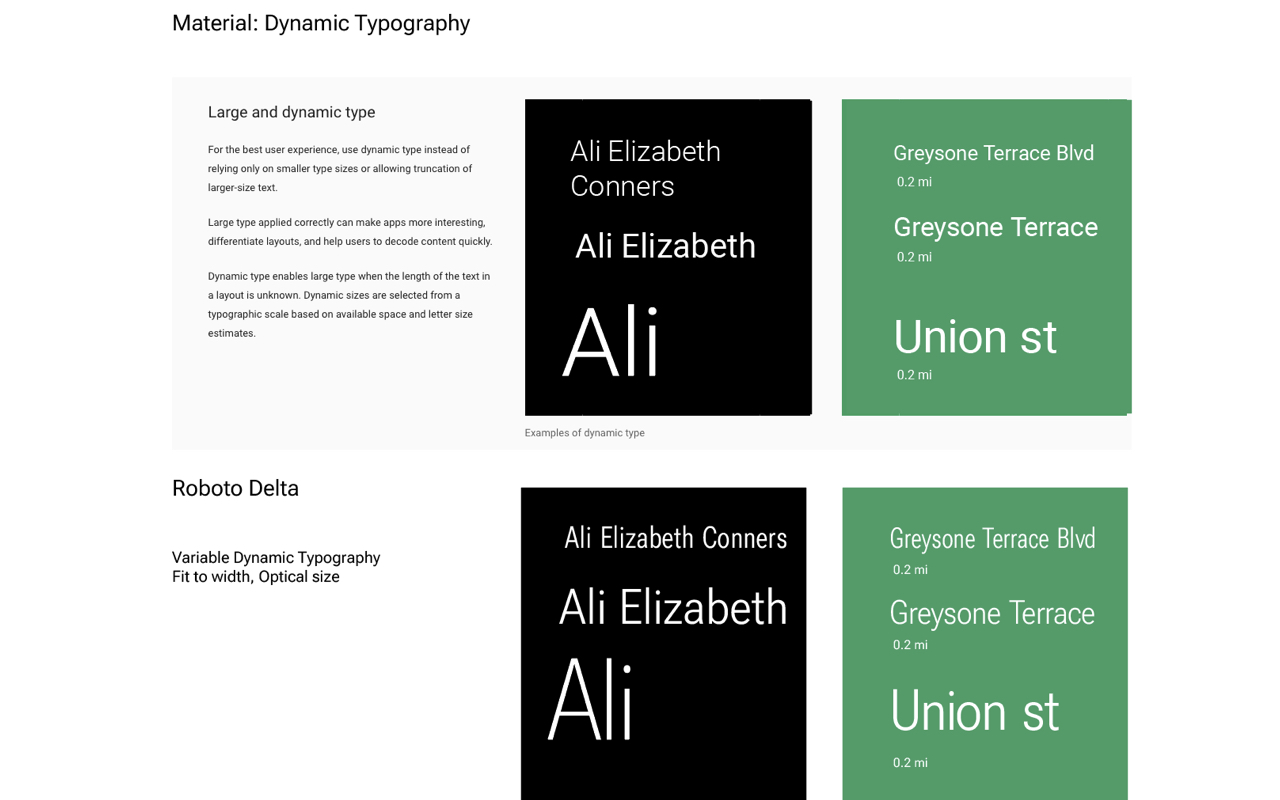 Material: Dynamic Typography
Large and dynamic type
For the best user experience, use dynamic type instead of
relying only on smaller type sizes or allowing truncation of
larger-size text.
Large type applied correctly can make apps more interesting,
differentiate layouts, and help users to decode content quickly.
Dynamic type enables large type when the length of the text in
a layout is unknown. Dynamic sizes are selected from a
typographic scale based on available space and letter size
estimates.
Ali Elizabeth
Conners
Ali Elizabeth
Ali
Examples of dynamic type
Greysone Terrace Blvd
0.2 mi
Greysone Terrace
0.2 mi
Union st
0.2 mi
Roboto Delta
Variable Dynamic Typography
Fit to width, Optical size
Ali Elizabeth Conners
Ali Elizabeth
Ali
Greysone Terrace Blvd
0.2 mi
Greysone Terrace
0.2 mi
Union st
0.2 mi